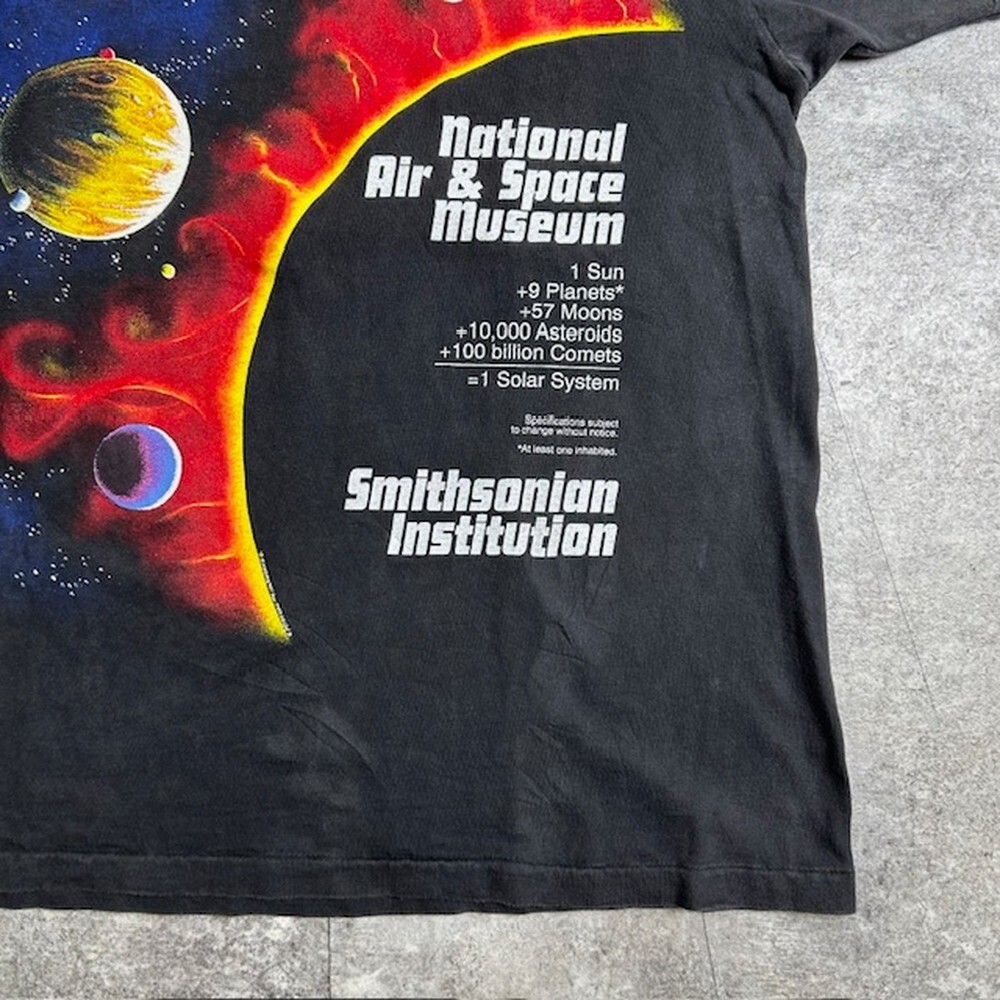 National
Air & Space
Museum
1 Sun
+9 Planets*
+57 Moons
+10,000 Asteroids
+100 billion Comets
=1 Solar System
Specifications subject
to change without notice.
*At least one inhabited.
Smithsonian
Institution